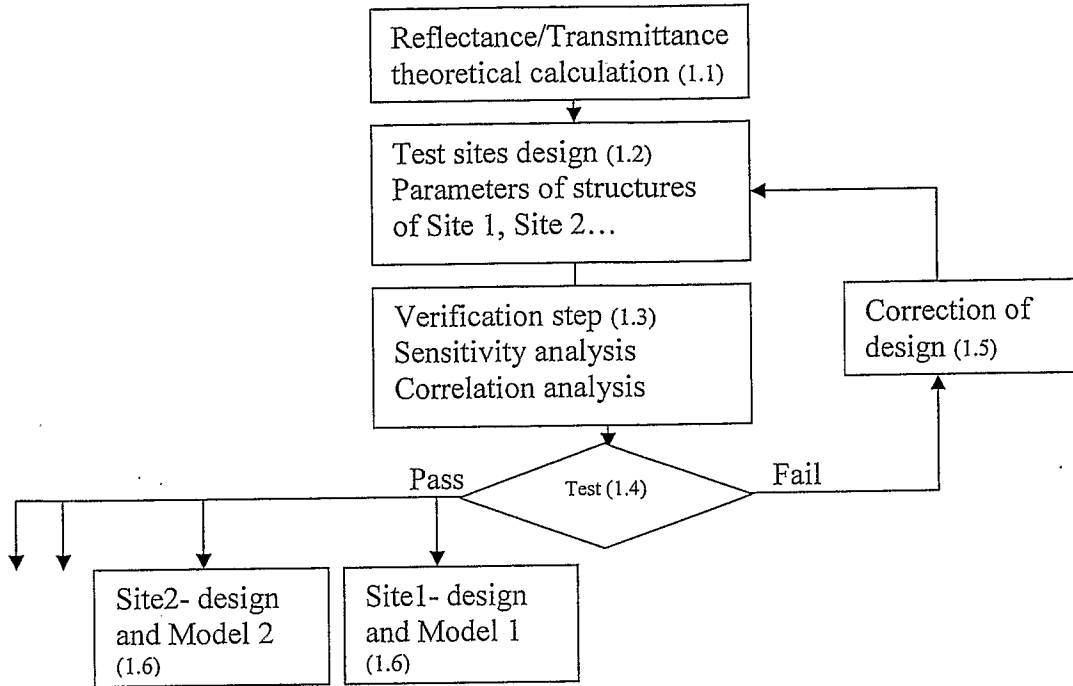 Reflectance/Transmittance
theoretical calculation (1.1)
Test sites design (1.2)
Parameters of structures
of Site 1, Site 2…
Verification step (1.3)
Sensitivity analysis
Correlation analysis
Correction of
design (1.5)
Pass
Test (1.4)
Fail
Site2- design
and Model 2
(1.6)
Site1- design
and Model 1
(1.6)